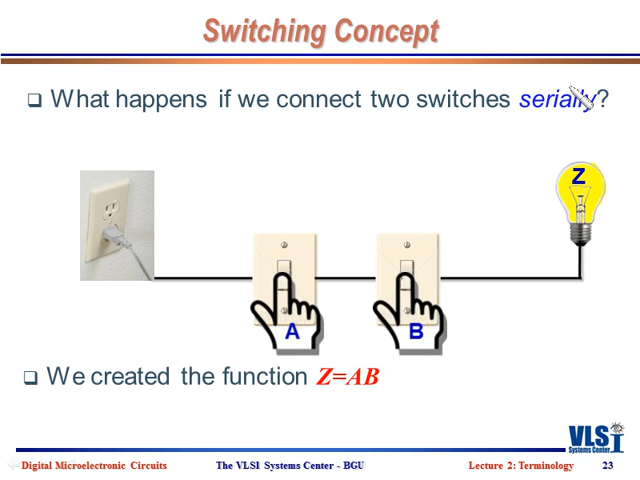 Switching Concept
What happens if we connect two switches serially?
Z
A
B
We created the function Z=AB
VLSI
Systems Center
Digital Microelectronic Circuits
The VLSI Systems Center - BGU
Lecture 2: Terminology
23